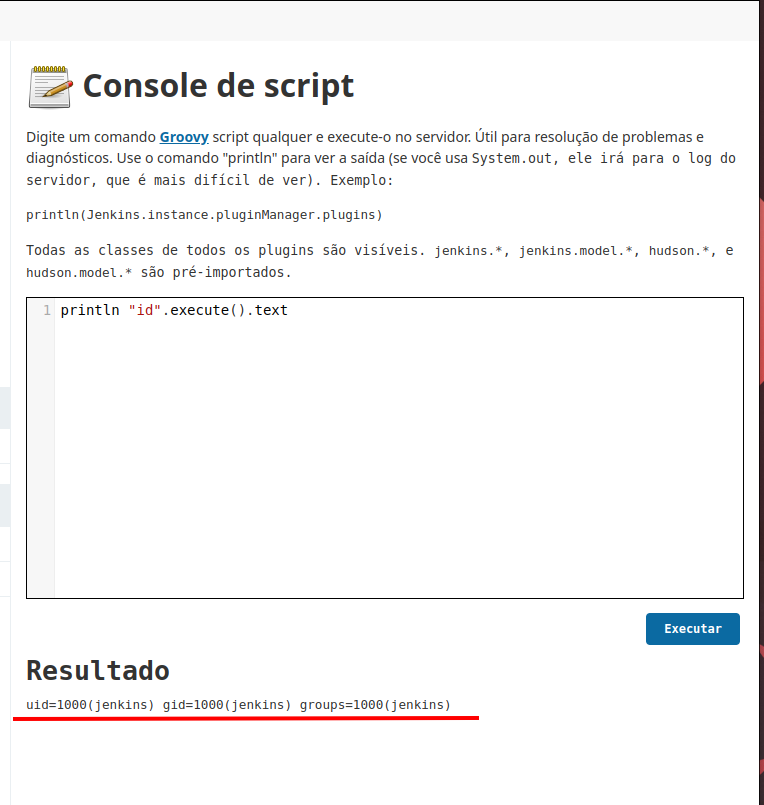 Console de script
Digite um comando Groovy script qualquer e execute-o no servidor. Útil para resolução de problemas e
diagnósticos. Use o comando "println" para ver a saída (se você usa System.out, ele irá para o log do
servidor, que é mais difícil de ver). Exemplo:
println(Jenkins.instance.pluginManager.plugins)
Todas as classes de todos os plugins são visíveis. jenkins.*, jenkins.model.*, hudson.*, e
hudson.model.* são pré-importados.
1 println "id".execute().text
Executar
Resultado
uid=1000(jenkins) gid=1000(jenkins) groups=1000(jenkins)